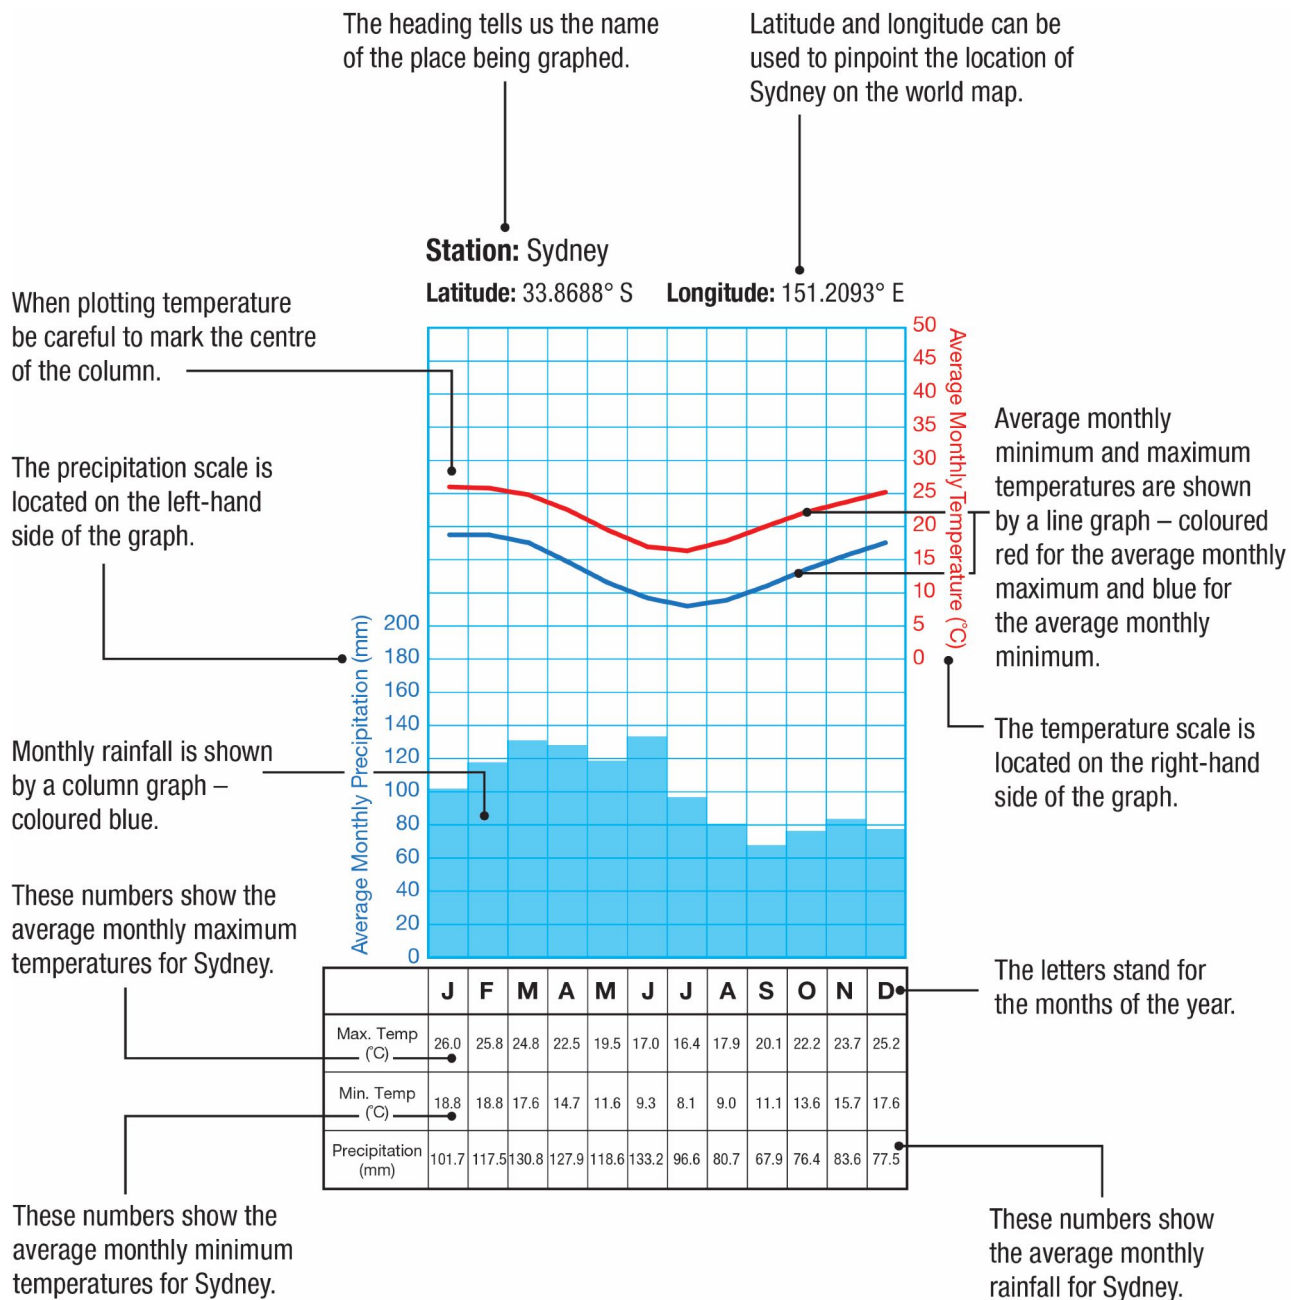 The heading tells us the name
of the place being graphed.
Latitude and longitude can be
used to pinpoint the location of
Sydney on the world map.
Station: Sydney
Latitude: 33.8688° S Longitude: 151.2093° E
When plotting temperature
be careful to mark the centre
of the column.
The precipitation scale is
located on the left-hand
side of the graph.
Monthly rainfall is shown
by a column graph –
coloured blue.
These numbers show the
average monthly maximum
temperatures for Sydney.
Average Monthly Precipitation (mm)
200
180
160
140
120
100
80
60
40
20
0
50
45
40
35
30
25
20
15
10
5
0
Average Monthly Temperature (°C)
Average monthly
minimum and maximum
temperatures are shown
by a line graph – coloured
red for the average monthly
maximum and blue for
the average monthly
minimum.
The temperature scale is
located on the right-hand
side of the graph.
The letters stand for
the months of the year.
J F M A M J J A S O N D
Max. Temp
(°C)
26.0 25.8 24.8 22.5 19.5 17.0 16.4 17.9 20.1 22.2 23.7 25.2
Min. Temp
(°C)
18.8 18.8 17.6 14.7 11.6 9.3 8.1 9.0 11.1 13.6 15.7 17.6
Precipitation
(mm)
101.7 117.5 130.8 127.9 118.6 133.2 96.6 80.7 67.9 76.4 83.6 77.5
These numbers show the
average monthly minimum
temperatures for Sydney.
These numbers show
the average monthly
rainfall for Sydney.